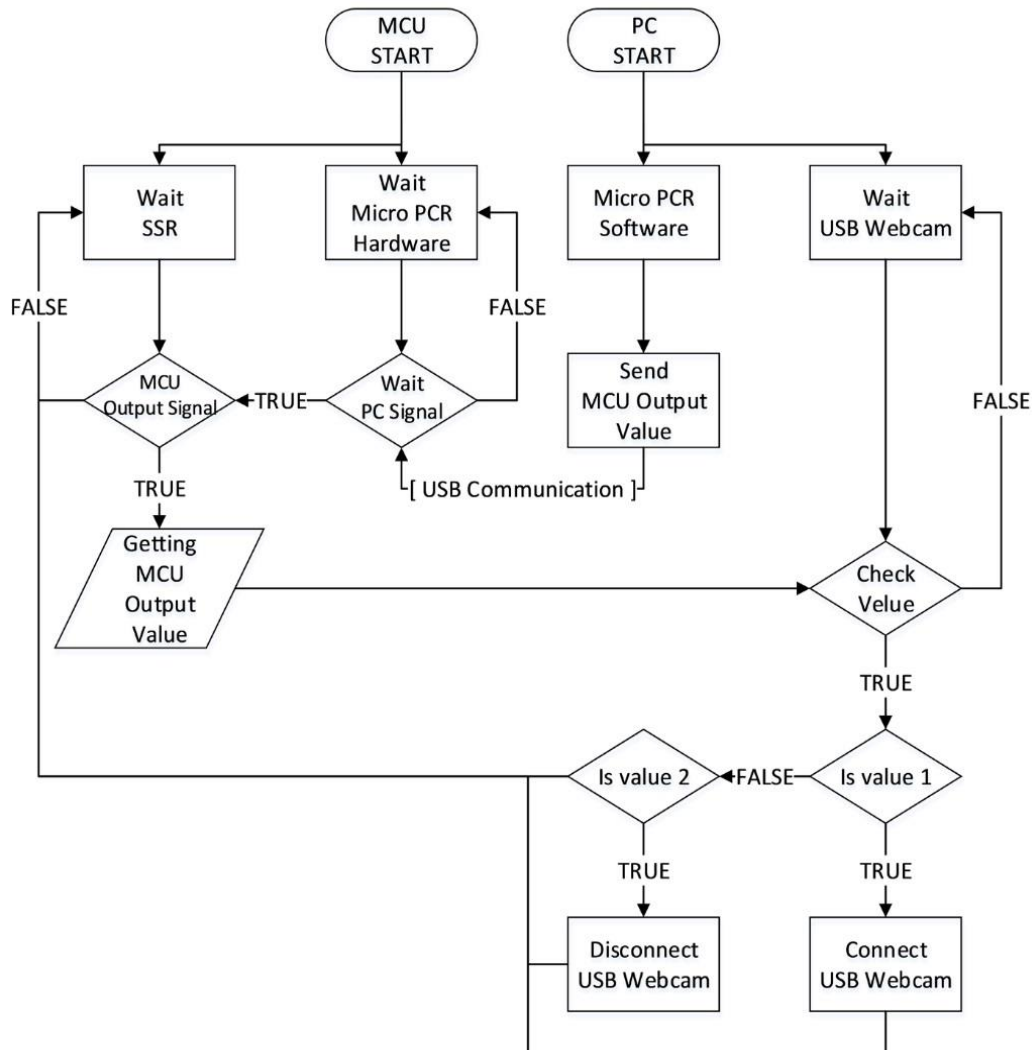 MCU
START
PC
START
Wait
SSR
Wait
Micro PCR
Hardware
Micro PCR
Software
Wait
USB Webcam
FALSE
FALSE
FALSE
MCU
Output Signal
TRUE
Wait
PC Signal
Send
MCU Output
Value
TRUE
[ USB Communication ]
Getting
MCU
Output
Value
Check
Velue
TRUE
Is value 2
FALSE
Is value 1
TRUE
TRUE
Disconnect
USB Webcam
Connect
USB Webcam